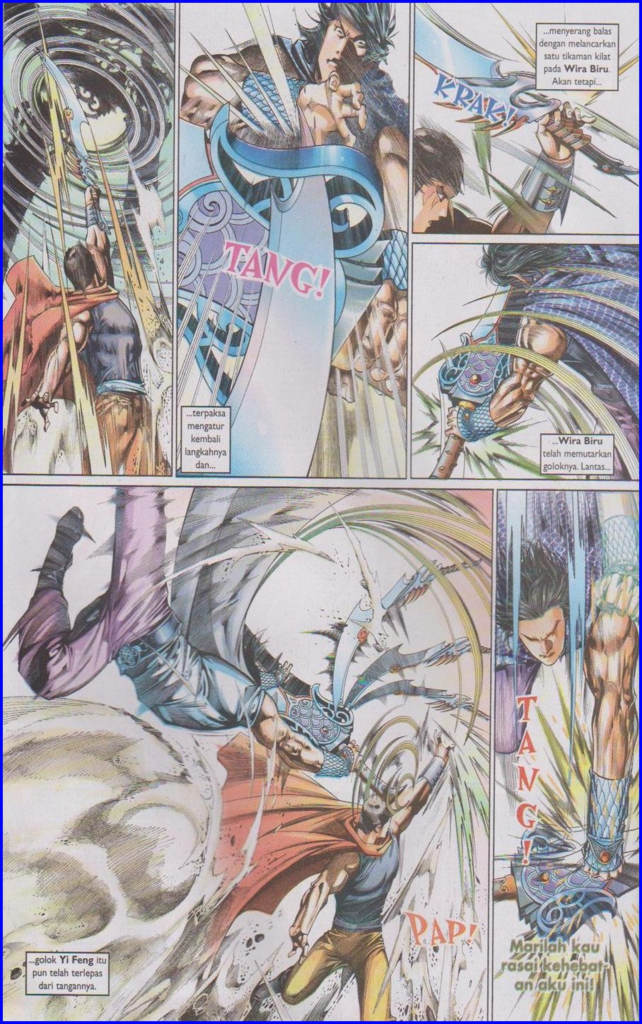 TANG!
...terpaksa
mengatur
kembali
langkahnya
dan...
...menyerang balas
dengan melancarkan
satu tikaman kilat
pada Wira Biru.
Akan tetapi...
KRAK!
...Wira Biru
telah memutarkan
goloknya. Lantas...
PAP!
...golok Yi Feng itu
pun telah terlepas
dari tangannya.
TANG!
Marilah kau
rasai kehebat-
an aku ini!